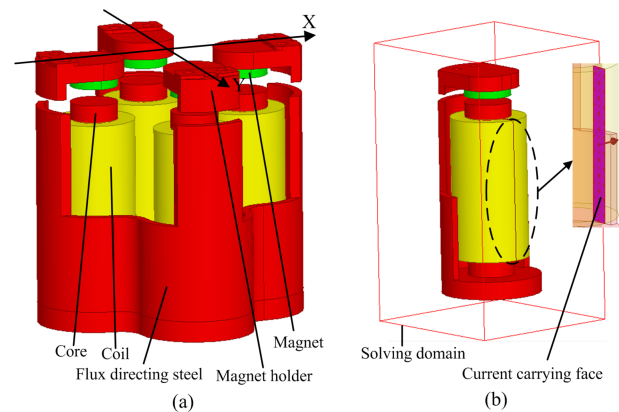 X
Y
Core
Coil
Flux directing steel
Magnet holder
Magnet
(a)
Solving domain
Current carrying face
(b)